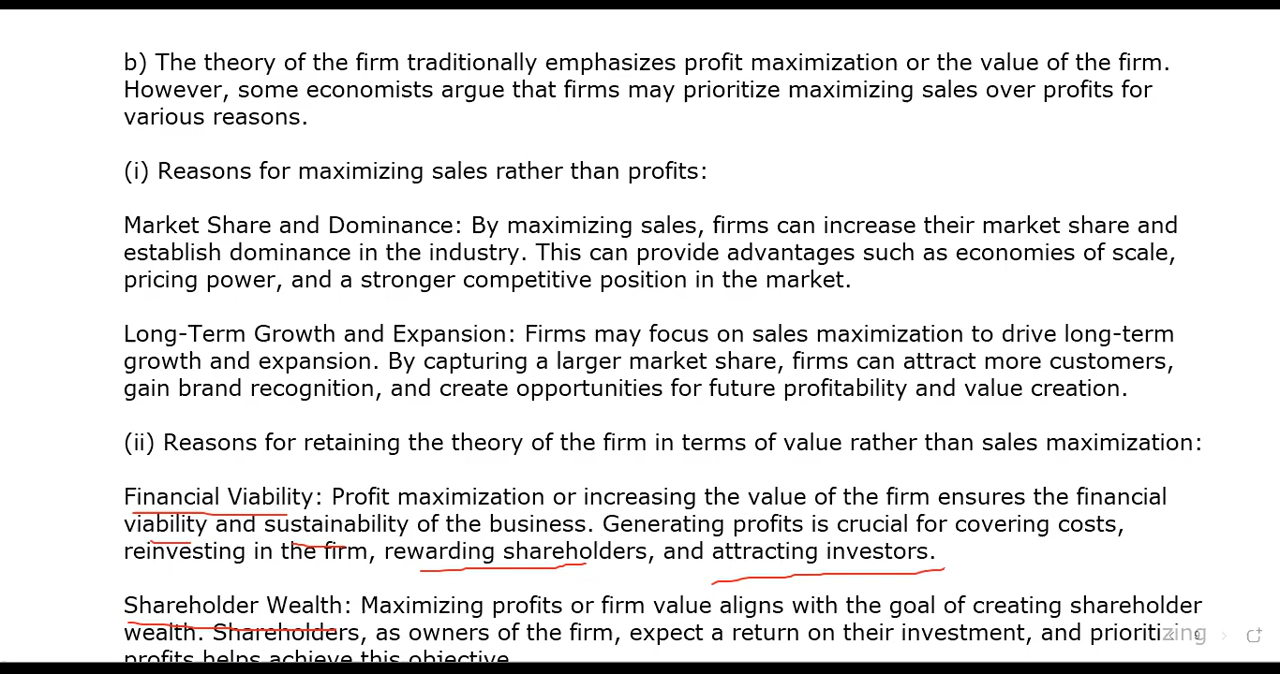 b) The theory of the firm traditionally emphasizes profit maximization or the value of the firm.
However, some economists argue that firms may prioritize maximizing sales over profits for
various reasons.
(i) Reasons for maximizing sales rather than profits:
Market Share and Dominance: By maximizing sales, firms can increase their market share and
establish dominance in the industry. This can provide advantages such as economies of scale,
pricing power, and a stronger competitive position in the market.
Long-Term Growth and Expansion: Firms may focus on sales maximization to drive long-term
growth and expansion. By capturing a larger market share, firms can attract more customers,
gain brand recognition, and create opportunities for future profitability and value creation.
(ii) Reasons for retaining the theory of the firm in terms of value rather than sales maximization:
Financial Viability: Profit maximization or increasing the value of the firm ensures the financial
viability and sustainability of the business. Generating profits is crucial for covering costs,
reinvesting in the firm, rewarding shareholders, and attracting investors.
Shareholder Wealth: Maximizing profits or firm value aligns with the goal of creating shareholder
wealth. Shareholders, as owners of the firm, expect a return on their investment, and prioritizing
profits helps achieve this objective.